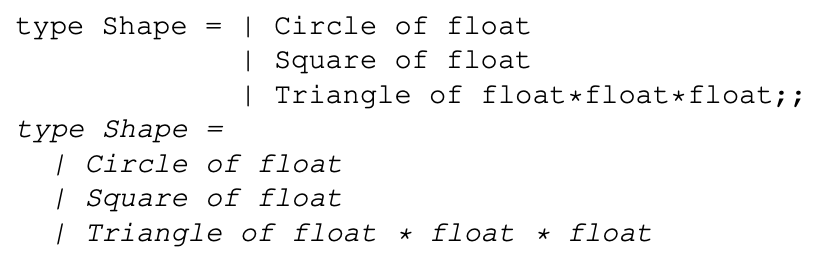 type Shape = | Circle of float
             | Square of float
             | Triangle of float*float*float;;
type Shape =
  | Circle of float
  | Square of float
  | Triangle of float * float * float